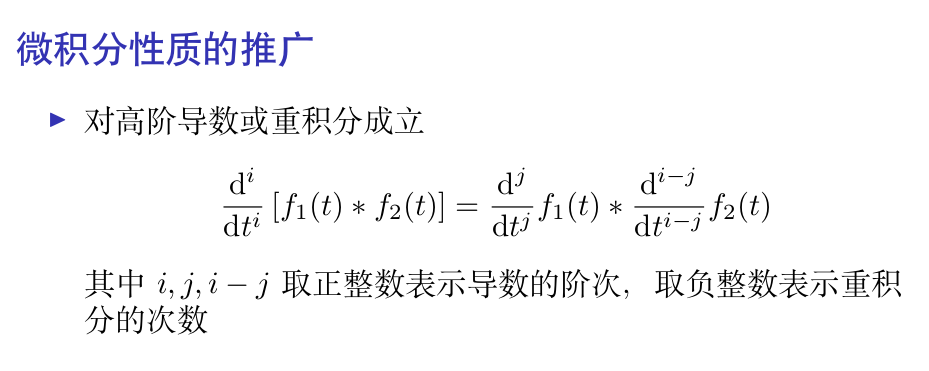 微积分性质的推广
▶ 对高阶导数或重积分成立
$\frac{\mathrm{d}^i}{\mathrm{d}t^i}[f_1(t) * f_2(t)] = \frac{\mathrm{d}^j}{\mathrm{d}t^j}f_1(t) * \frac{\mathrm{d}^{i-j}}{\mathrm{d}t^{i-j}}f_2(t)$
其中 $i, j, i-j$ 取正整数表示导数的阶次，取负整数表示重积
分的次数